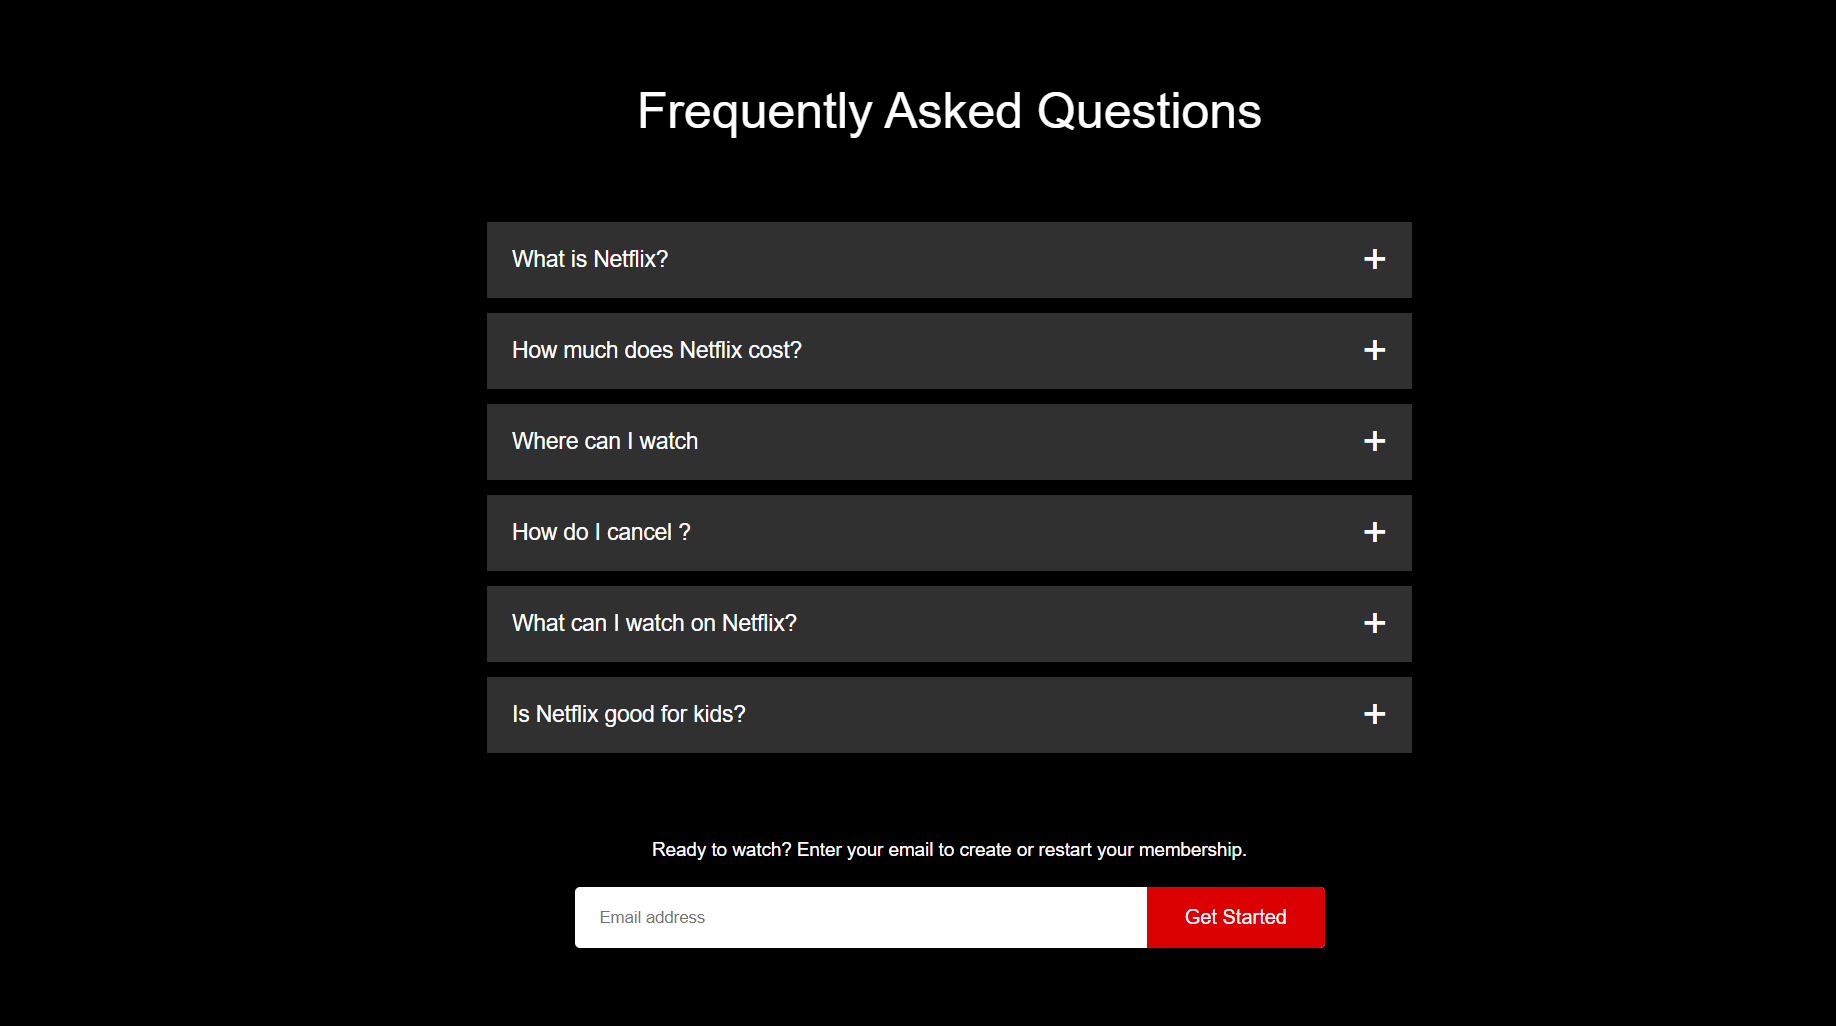 Frequently Asked Questions
What is Netflix?
How much does Netflix cost?
Where can I watch
How do I cancel ?
What can I watch on Netflix?
Is Netflix good for kids?
Ready to watch? Enter your email to create or restart your membership.
Email address
Get Started